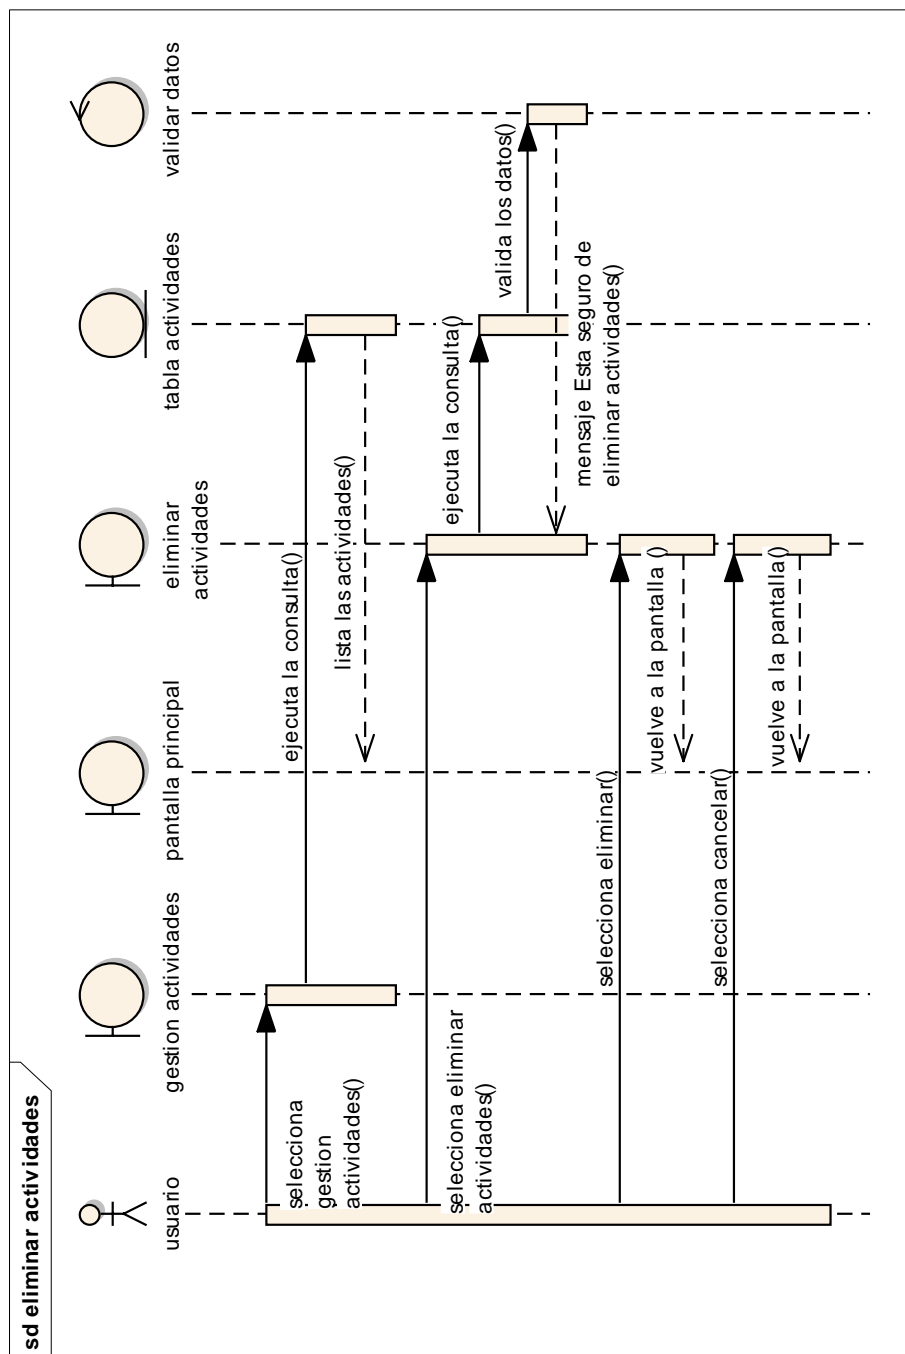 sd eliminar actividades
usuario
gestion actividades
pantalla principal
eliminar
actividades
tabla actividades
validar datos
selecciona
gestion
actividades()
ejecuta la consulta()
lista las actividades()
selecciona eliminar
actividades()
ejecuta la consulta()
valida los datos()
mensaje Esta seguro de
eliminar actividades()
selecciona eliminar()
vuelve a la pantalla ()
selecciona cancelar()
vuelve a la pantalla()